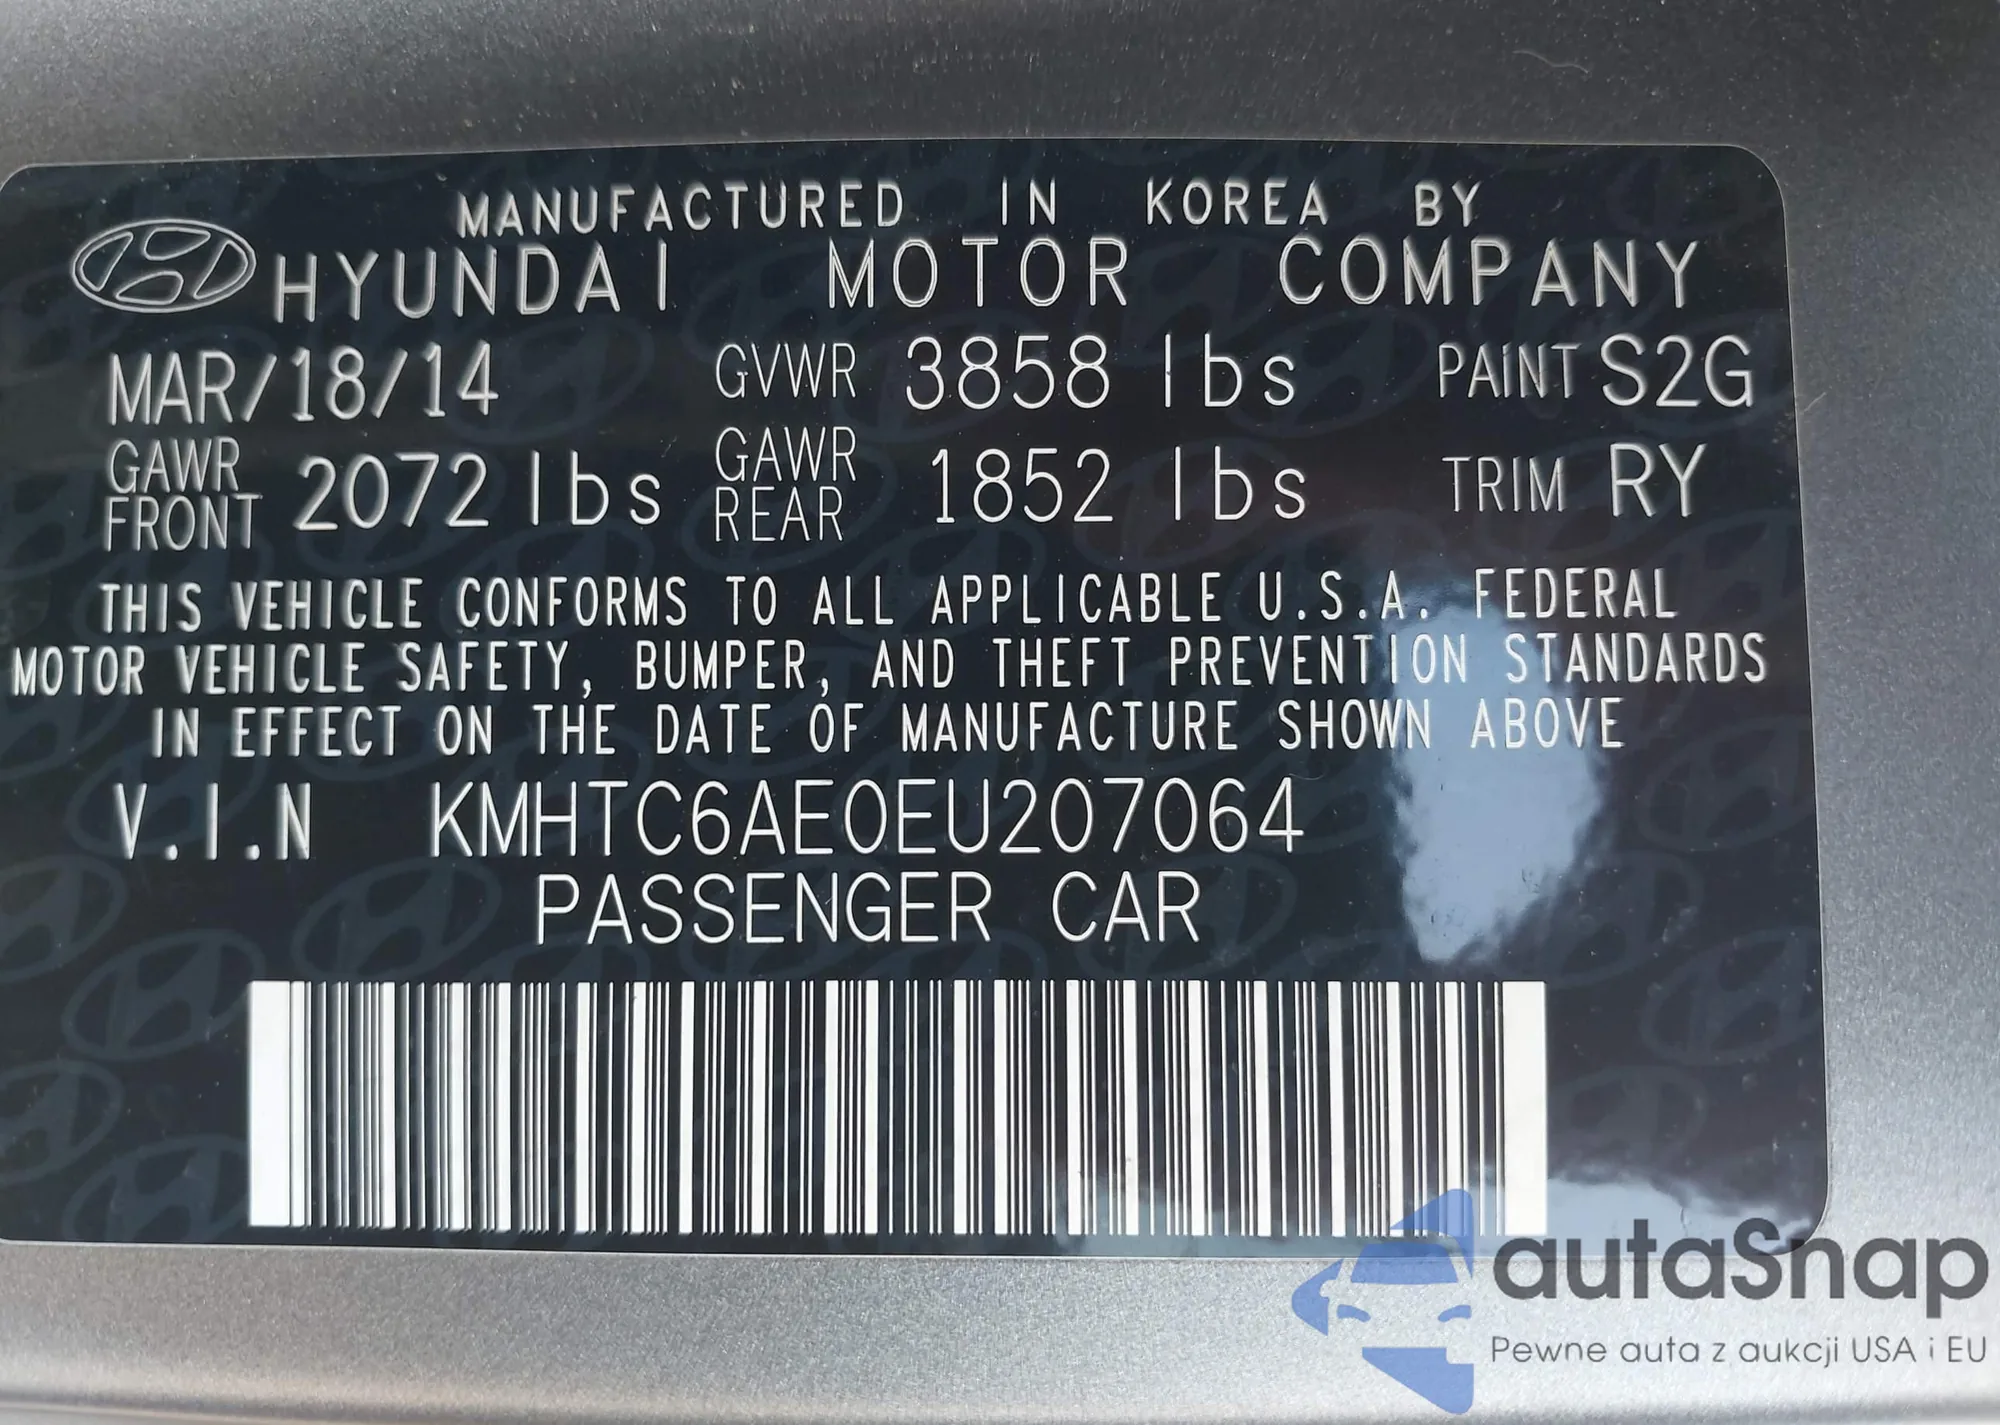 MANUFACTURED IN KOREA BY
HYUNDAI MOTOR COMPANY
MAR/18/14 GVWR 3858 lbs PAINT S2G
GAWR FRONT 2072 lbs GAWR REAR 1852 lbs TRIM RY
THIS VEHICLE CONFORMS TO ALL APPLICABLE U.S.A. FEDERAL
MOTOR VEHICLE SAFETY, BUMPER, AND THEFT PREVENTION STANDARDS
IN EFFECT ON THE DATE OF MANUFACTURE SHOWN ABOVE
V.I.N KMHTC6AE0EU207064
PASSENGER CAR
autaSnap
Pewne auta z aukcji USA i EU